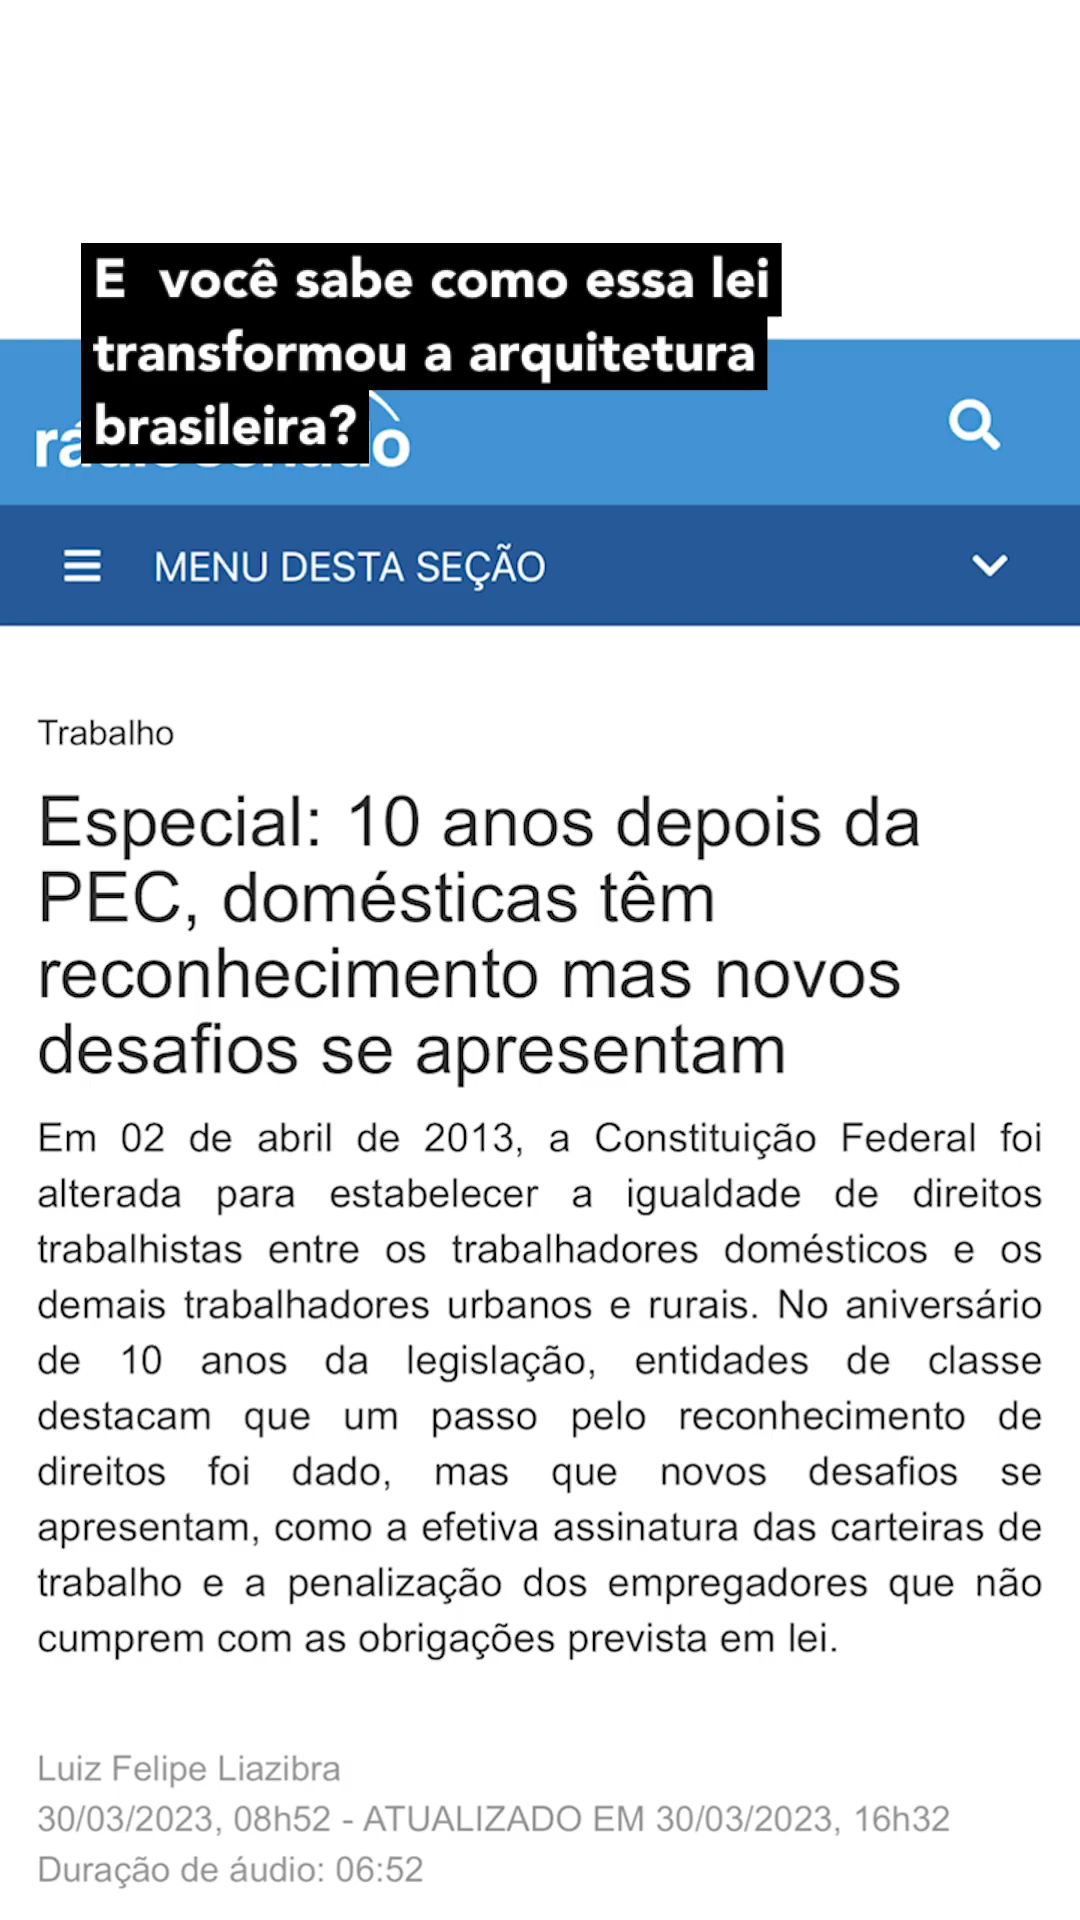 E você sabe como essa lei
transformou a arquitetura
brasileira?
MENU DESTA SEÇÃO
Trabalho
Especial: 10 anos depois da
PEC, domésticas têm
reconhecimento mas novos
desafios se apresentam
Em 02 de abril de 2013, a Constituição Federal foi
alterada para estabelecer a igualdade de direitos
trabalhistas entre os trabalhadores domésticos e os
demais trabalhadores urbanos e rurais. No aniversário
de 10 anos da legislação, entidades de classe
destacam que um passo pelo reconhecimento de
direitos foi dado, mas que novos desafios se
apresentam, como a efetiva assinatura das carteiras de
trabalho e a penalização dos empregadores que não
cumprem com as obrigações prevista em lei.
Luiz Felipe Liazibra
30/03/2023, 08h52 - ATUALIZADO EM 30/03/2023, 16h32
Duração de áudio: 06:52